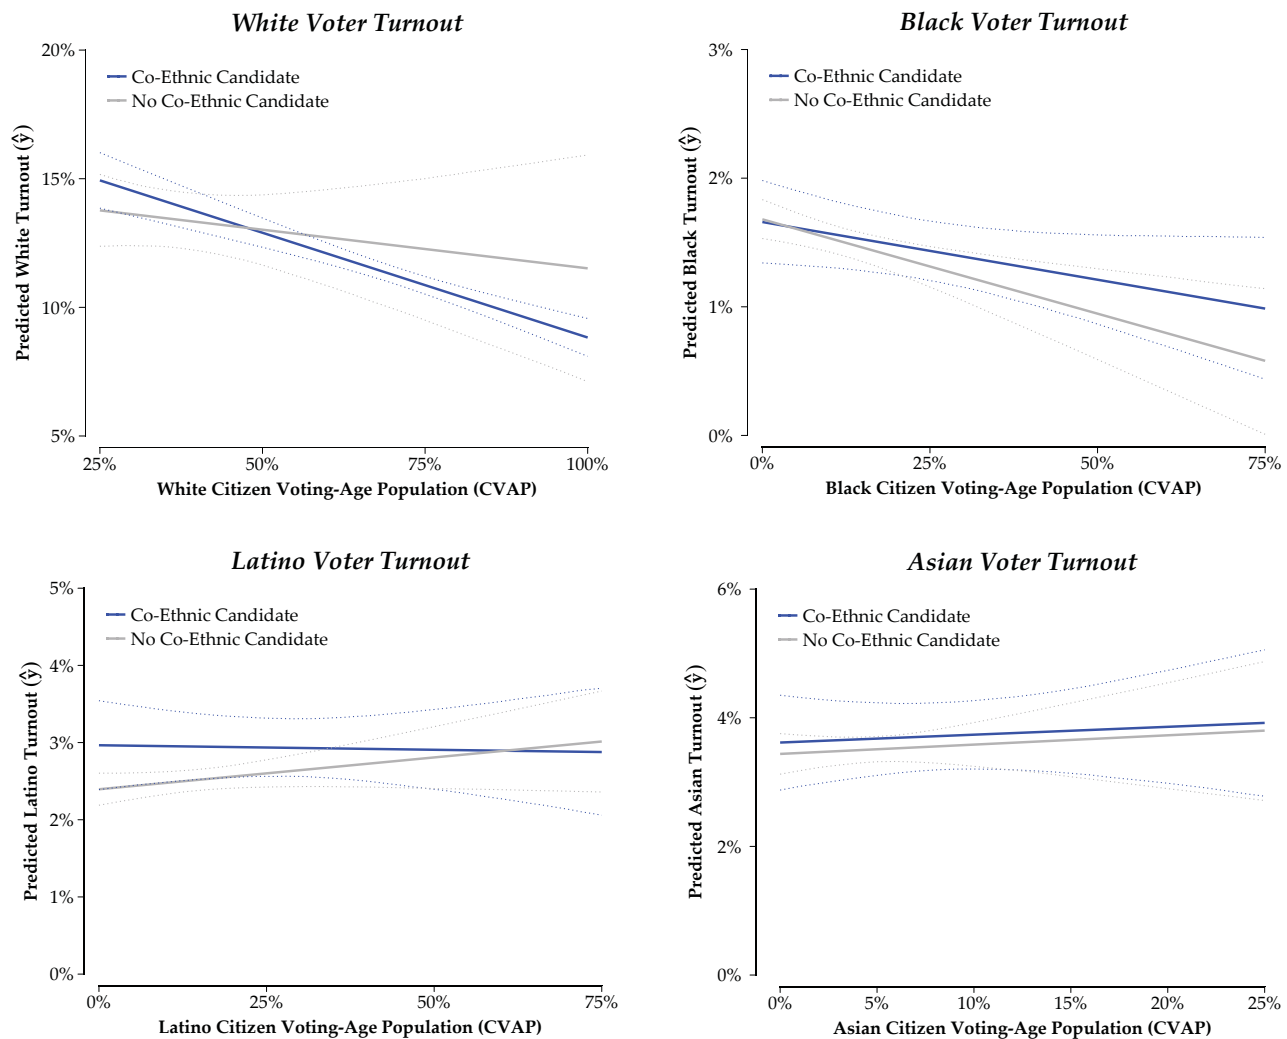 White Voter Turnout
20%
15%
10%
5%
Co-Ethnic Candidate
No Co-Ethnic Candidate
Predicted White Turnout (ŷ)
25% 50% 75% 100%
White Citizen Voting-Age Population (CVAP)
Black Voter Turnout
3%
2%
1%
0%
Co-Ethnic Candidate
No Co-Ethnic Candidate
Predicted Black Turnout (ŷ)
0% 25% 50% 75%
Black Citizen Voting-Age Population (CVAP)
Latino Voter Turnout
5%
4%
3%
2%
1%
0%
Co-Ethnic Candidate
No Co-Ethnic Candidate
Predicted Latino Turnout (ŷ)
0% 25% 50% 75%
Latino Citizen Voting-Age Population (CVAP)
Asian Voter Turnout
6%
4%
2%
0%
Co-Ethnic Candidate
No Co-Ethnic Candidate
Predicted Asian Turnout (ŷ)
0% 5% 10% 15% 20% 25%
Asian Citizen Voting-Age Population (CVAP)